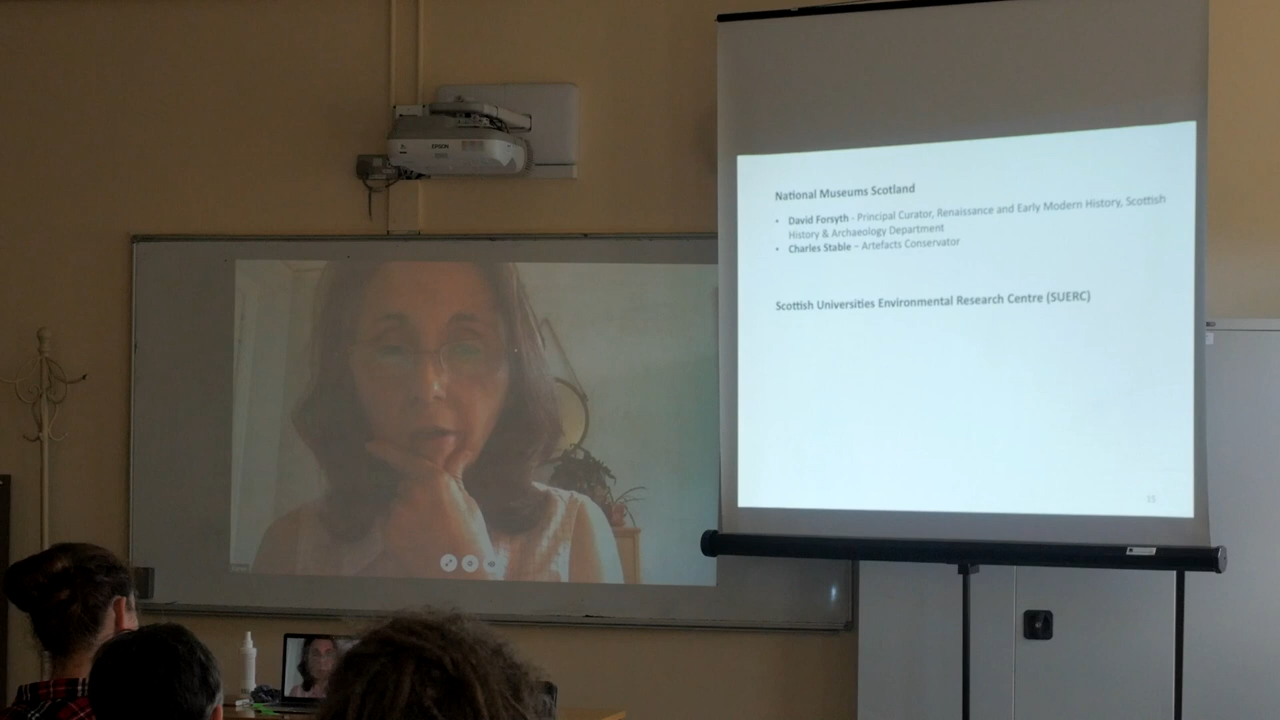 EPSON
National Museums Scotland
• David Forsyth - Principal Curator, Renaissance and Early Modern History, Scottish
History & Archaeology Department
• Charles Stable – Artefacts Conservator
Scottish Universities Environmental Research Centre (SUERC)
15